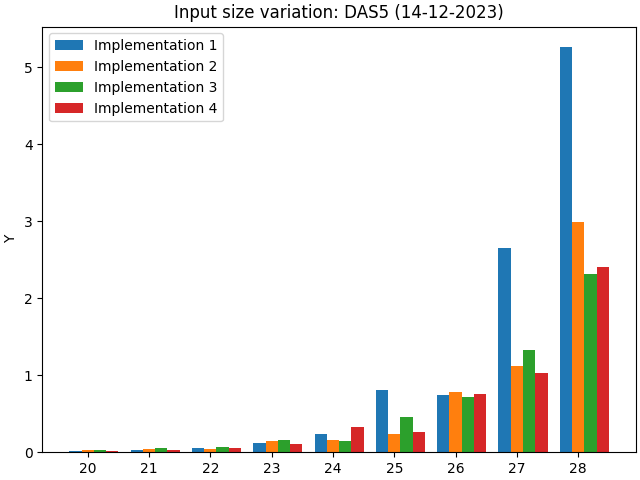 Input size variation: DAS5 (14-12-2023)
Implementation 1
Implementation 2
Implementation 3
Implementation 4
5
4
3
2
1
0
Y
20 21 22 23 24 25 26 27 28